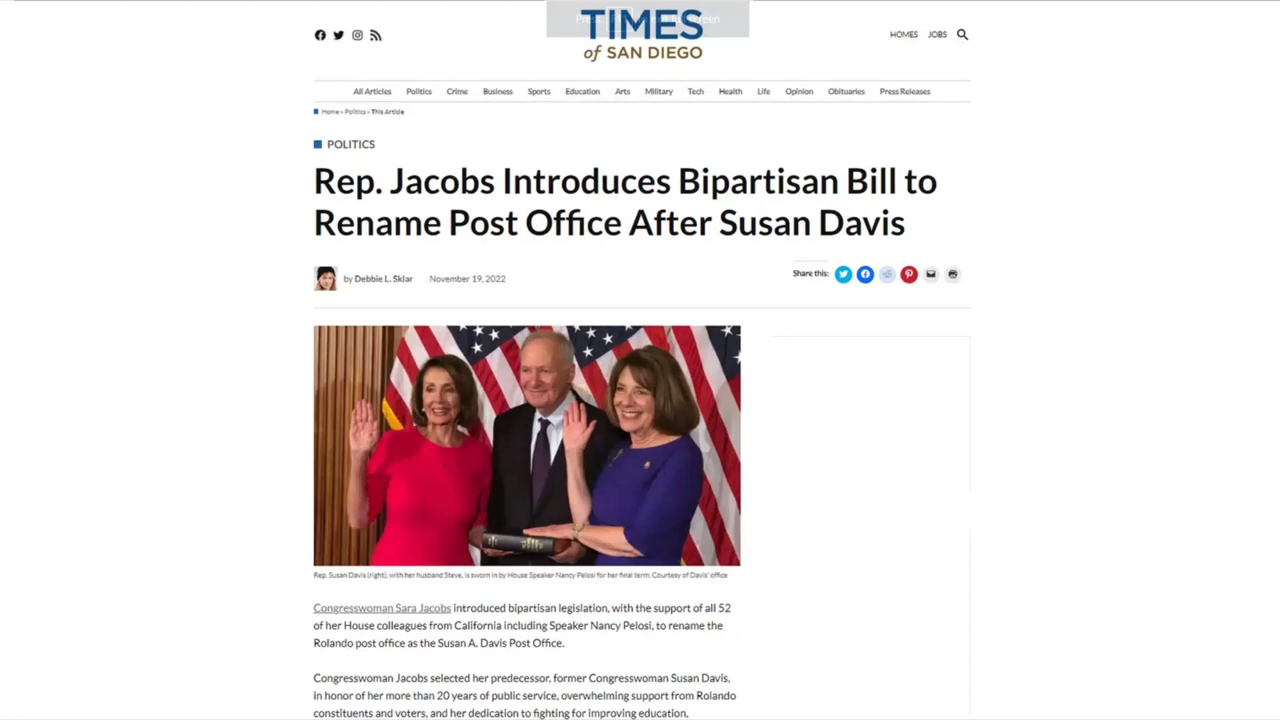 TIMES
of SAN DIEGO
HOMES JOBS
All Articles Politics Crime Business Sports Education Arts Military Tech Health Life Opinion Obituaries Press Releases
Home » Politics » This Article
POLITICS
Rep. Jacobs Introduces Bipartisan Bill to
Rename Post Office After Susan Davis
by Debbie L. Sklar November 19, 2022
Share this:
Rep. Susan Davis (right), with her husband Steve, is sworn in by House Speaker Nancy Pelosi for her final term. Courtesy of Davis' office
Congresswoman Sara Jacobs introduced bipartisan legislation, with the support of all 52
of her House colleagues from California including Speaker Nancy Pelosi, to rename the
Rolando post office as the Susan A. Davis Post Office.
Congresswoman Jacobs selected her predecessor, former Congresswoman Susan Davis,
in honor of her more than 20 years of public service, overwhelming support from Rolando
constituents and voters, and her dedication to fighting for improving education,